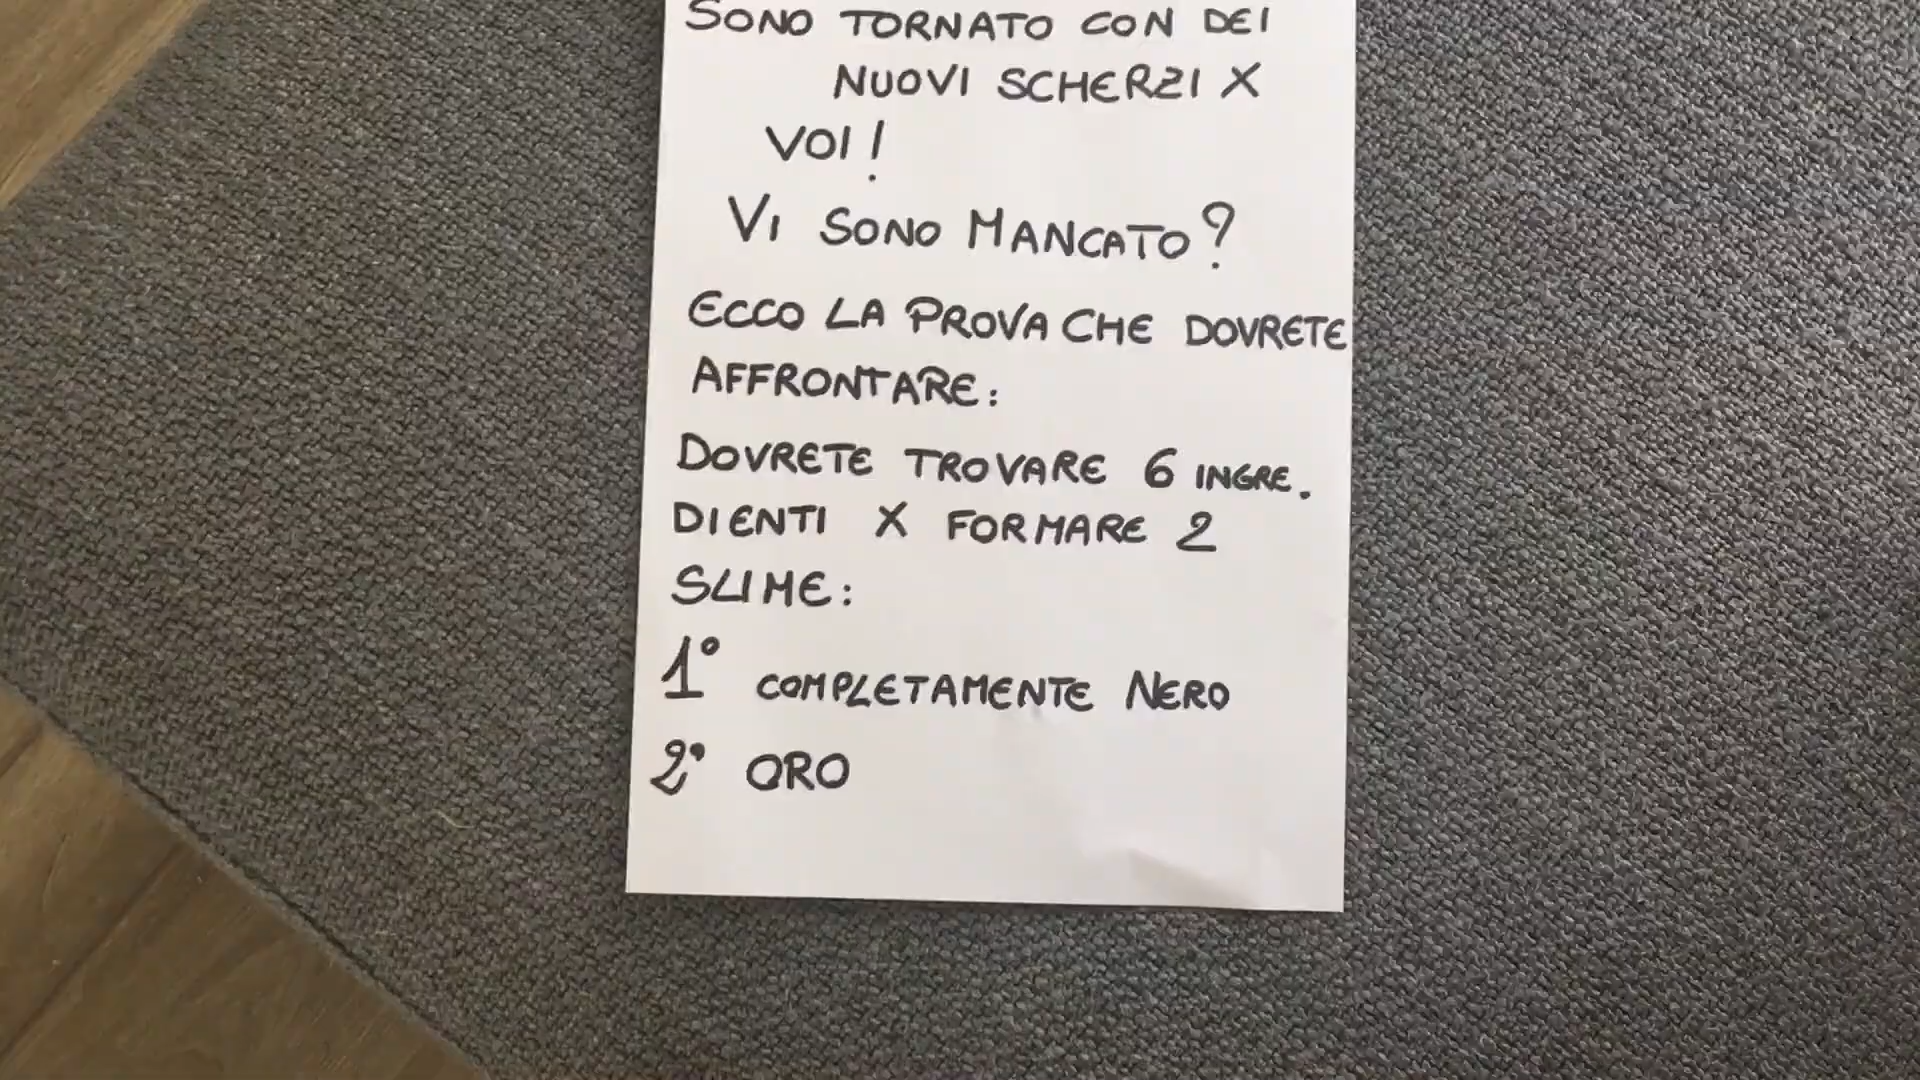 SONO TORNATO CON DEI
NUOVI SCHERZI X
VOI!
VI SONO MANCATO?
ECCO LA PROVA CHE DOVRETE
AFFRONTARE:
DOVRETE TROVARE 6 INGRE.
DIENTI X FORMARE 2
SLIME:
1° COMPLETAMENTE NERO
2° ORO